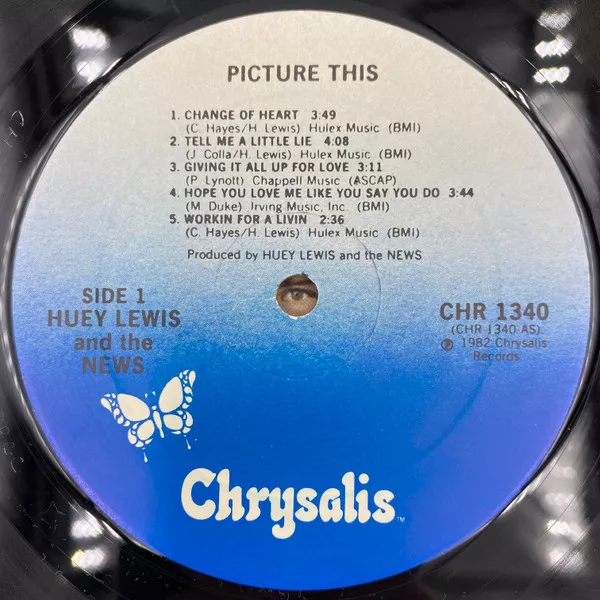 PICTURE THIS
1. CHANGE OF HEART 3:49
(C. Hayes/H. Lewis) Hulex Music (BMI)
2. TELL ME A LITTLE LIE 4:08
(J. Colla/H. Lewis) Hulex Music (BMI)
3. GIVING IT ALL UP FOR LOVE 3:11
(P. Lynott) Chappell Music (ASCAP)
4. HOPE YOU LOVE ME LIKE YOU SAY YOU DO 3:44
(M. Duke) Irving Music, Inc. (BMI)
5. WORKIN FOR A LIVIN 2:36
(C. Hayes/H. Lewis) Hulex Music (BMI)
Produced by HUEY LEWIS and the NEWS
SIDE 1
HUEY LEWIS
and the
NEWS
CHR 1340
(CHR 1340 AS)
℗ 1982 Chrysalis
Records
Chrysalis™